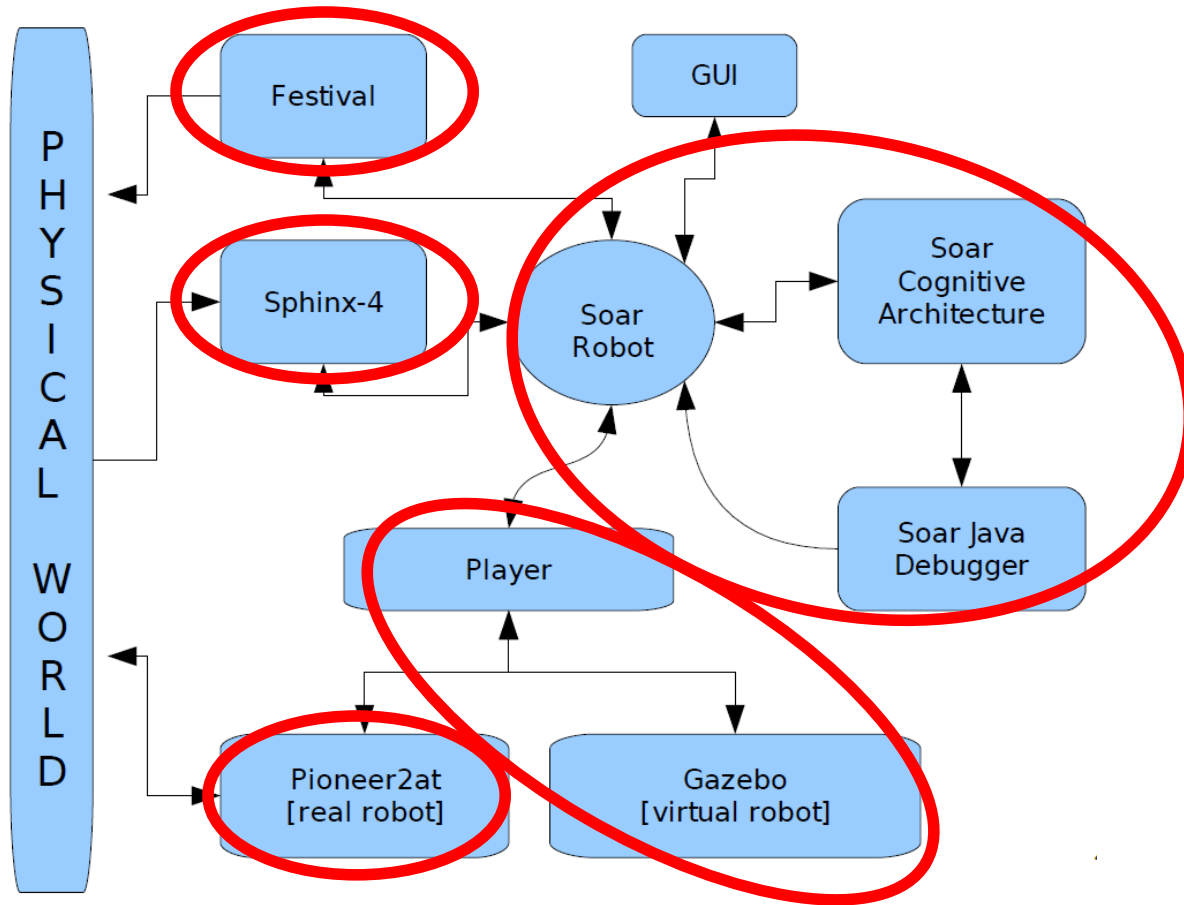 PHYSICAL WORLD
Festival
GUI
Sphinx-4
Soar
Robot
Soar
Cognitive
Architecture
Player
Soar Java
Debugger
Pioneer2at
[real robot]
Gazebo
[virtual robot]